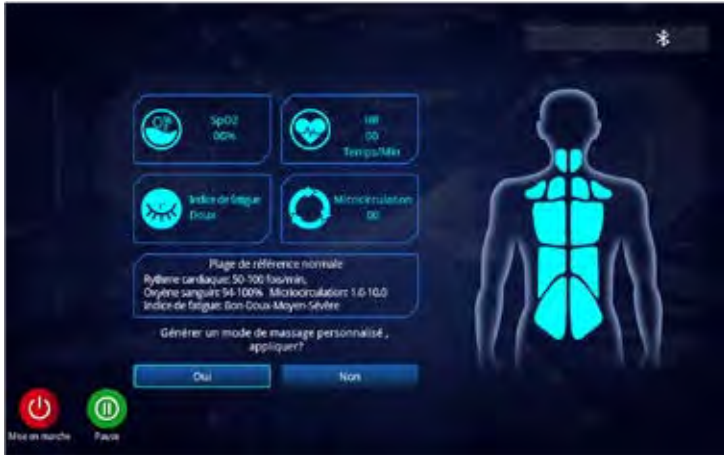 SpO2
00%
HR
00
Temps/Min
Indice de fatigue
Doux
Microcirculation
00
Plage de référence normale
Rythme cardiaque: 50-100 fois/min,
Oxyène sanguin: 94-100% Microcirculation: 1.0-10.0
Indice de fatigue: Bon-Doux-Moyen-Sévère
Générer un mode de massage personnalisé ,
appliquer?
Oui
Non
Mise en marche
Pause